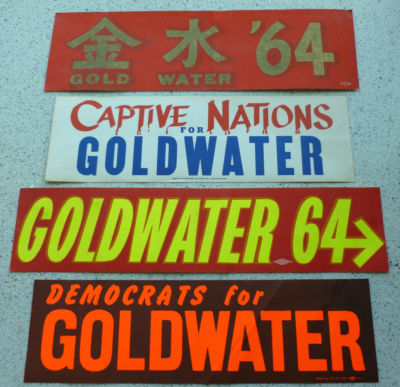 金 水 '64
GOLD WATER
CAPTIVE NATIONS
FOR
GOLDWATER
GOLDWATER 64→
DEMOCRATS for
GOLDWATER